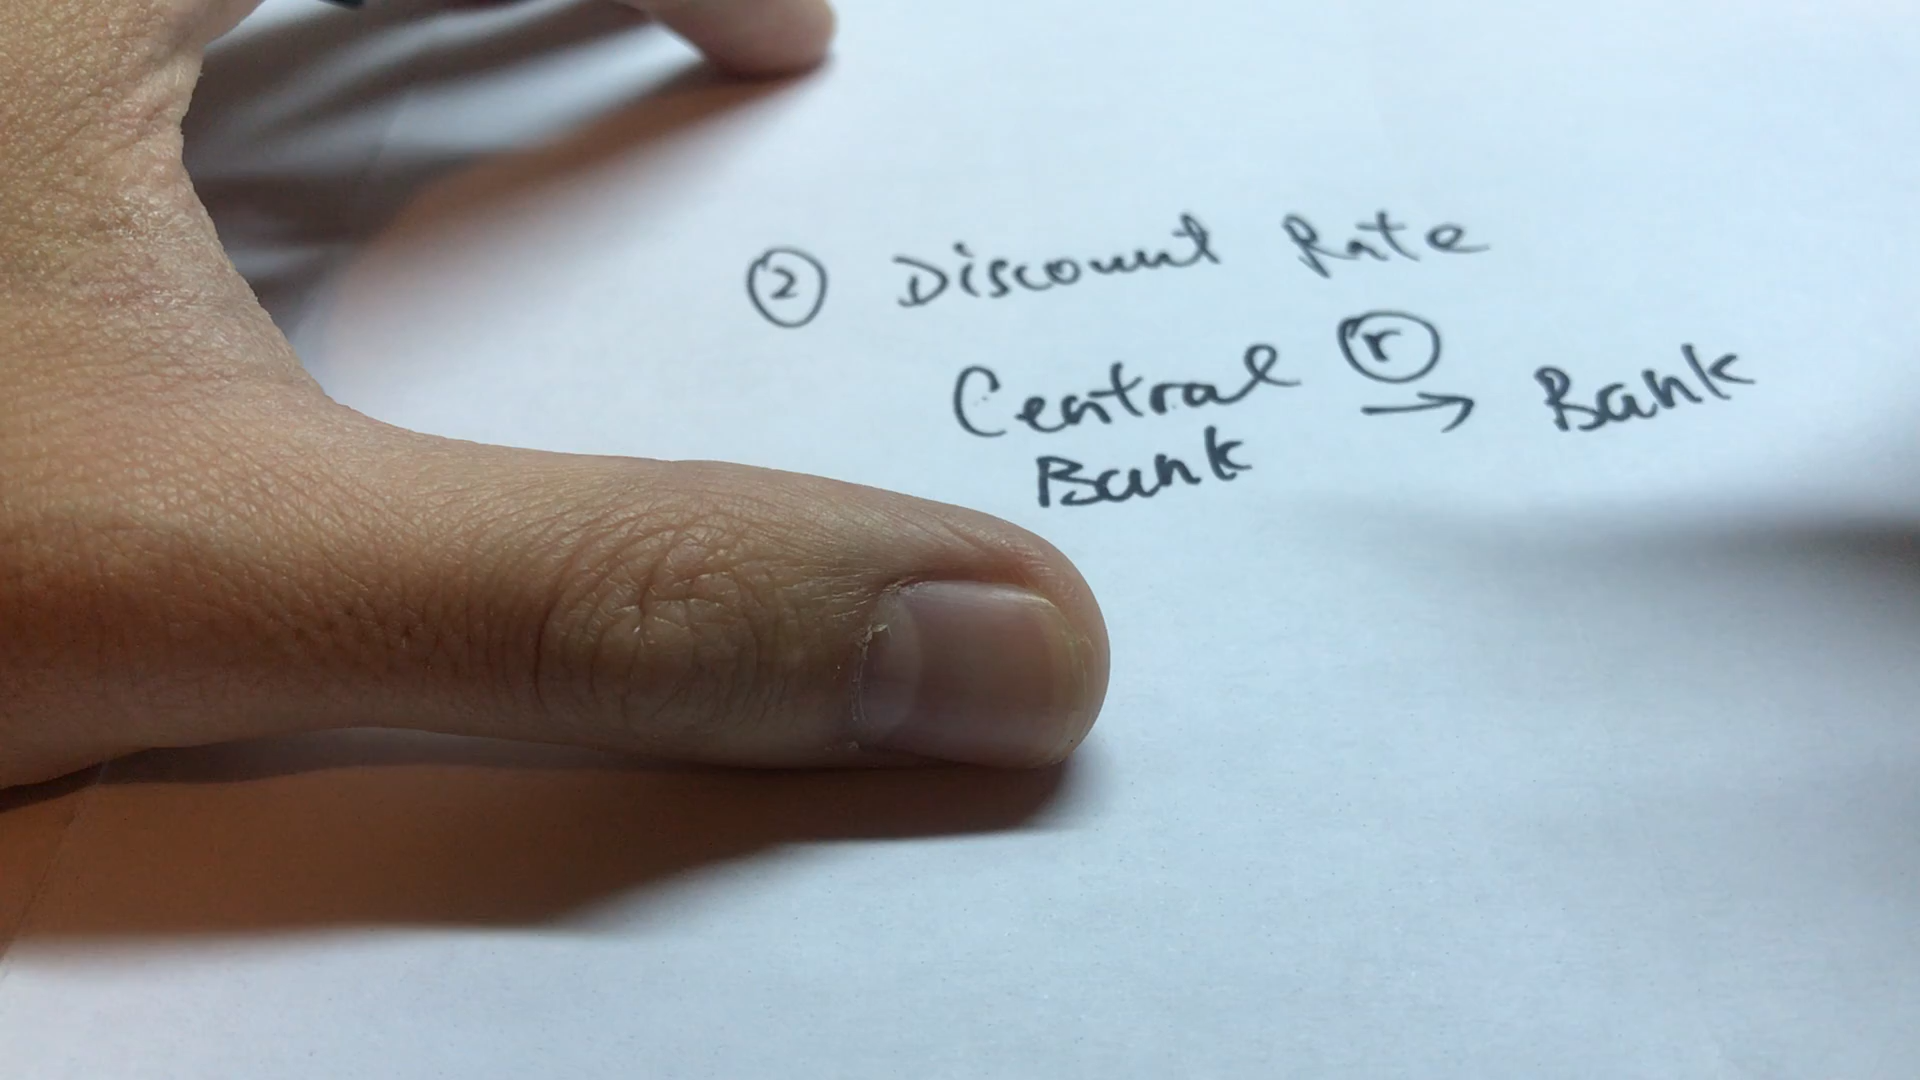 ② Discount Rate
Central ⓡ → Bank
Bank